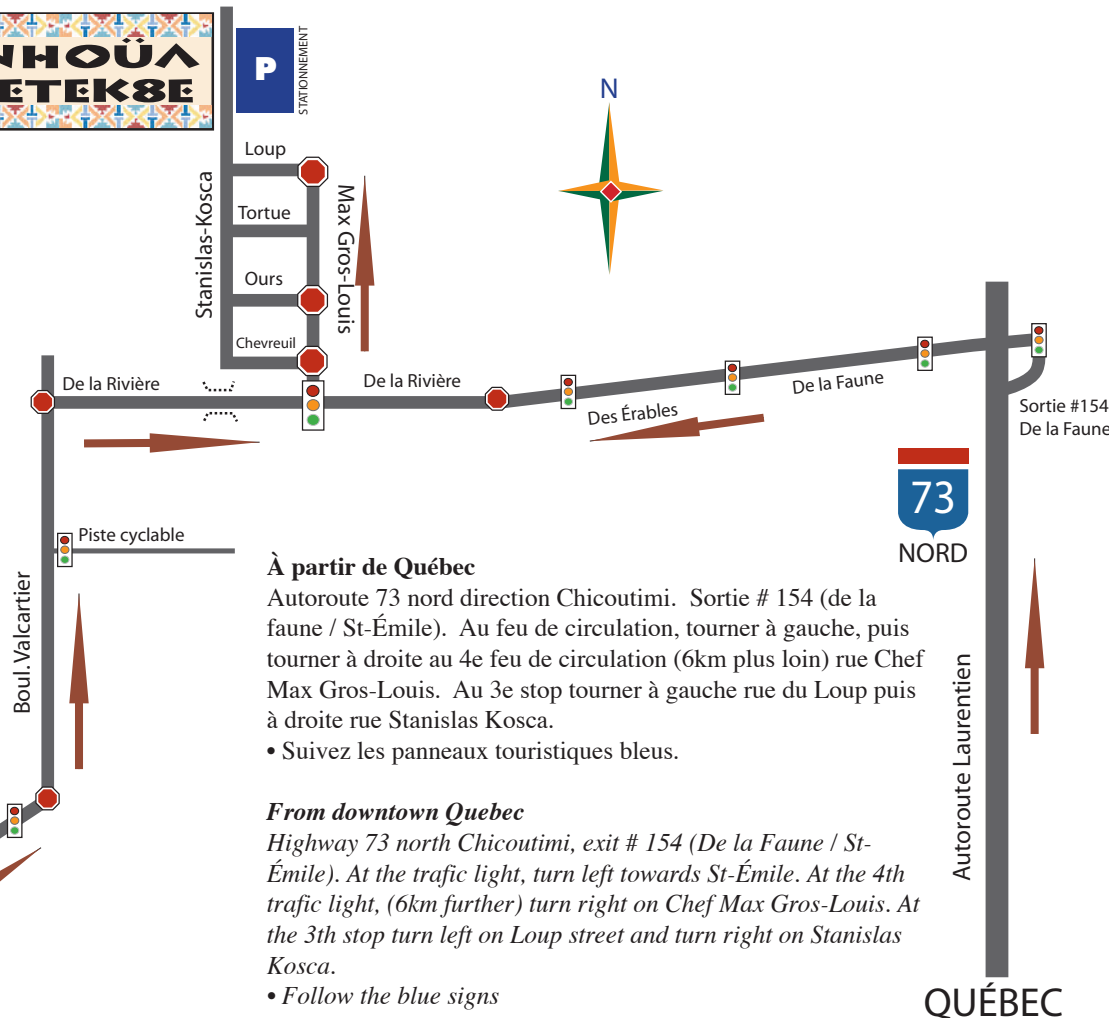 NHOÜΛ
ETEK8E
P
STATIONNEMENT
N
Loup
Tortue
Ours
Chevreuil
Stanislas-Kosca
Max Gros-Louis
De la Rivière
De la Rivière
Des Érables
De la Faune
Sortie #154
De la Faune
73
NORD
Piste cyclable
Boul. Valcartier
Autoroute Laurentien
À partir de Québec
Autoroute 73 nord direction Chicoutimi. Sortie # 154 (de la
faune / St-Émile). Au feu de circulation, tourner à gauche, puis
tourner à droite au 4e feu de circulation (6km plus loin) rue Chef
Max Gros-Louis. Au 3e stop tourner à gauche rue du Loup puis
à droite rue Stanislas Kosca.
• Suivez les panneaux touristiques bleus.
From downtown Quebec
Highway 73 north Chicoutimi, exit # 154 (De la Faune / St-
Émile). At the trafic light, turn left towards St-Émile. At the 4th
trafic light, (6km further) turn right on Chef Max Gros-Louis. At
the 3th stop turn left on Loup street and turn right on Stanislas
Kosca.
• Follow the blue signs
QUÉBEC